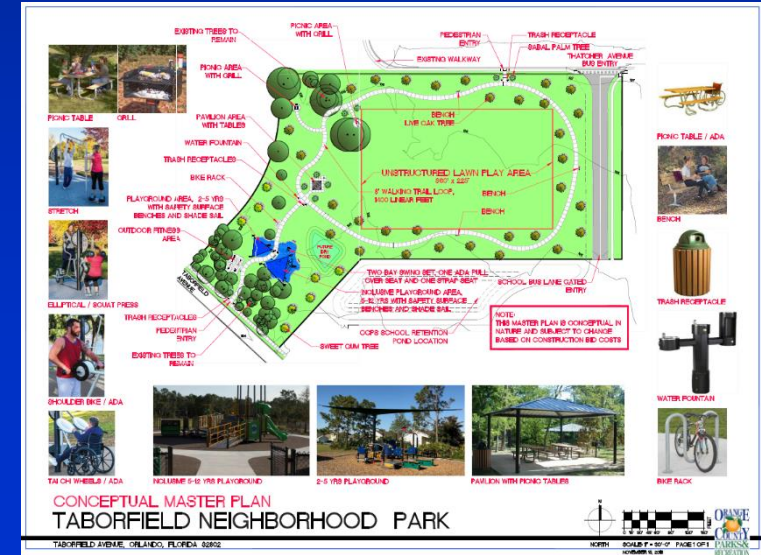 EXISTING TREES TO
REMAIN
PICNIC AREA
WITH GRILL
PEDESTRIAN
ENTRY
TRASH RECEPTACLE
SABAL PALM TREE
THATCHER AVENUE
BUS ENTRY
EXISTING WALKWAY
PICNIC AREA
WITH GRILL
PICNIC TABLE
GRILL
PAVILION AREA
WITH TABLES
WATER FOUNTAIN
TRASH RECEPTACLES
BIKE RACK
PLAYGROUND AREA, 2-5 YRS
WITH SAFETY SURFACE
BENCHES AND SHADE SAIL
OUTDOOR FITNESS
AREA
BENCH
LIVE OAK TREE
UNSTRUCTURED LAWN PLAY AREA
8' WALKING TRAIL LOOP,
LINEAR FEET
BENCH
BENCH
PICNIC TABLE / ADA
BENCH
STRETCH
TABORFIELD
AVENUE
TWO BAY SWING SET, ONE ADA FULL
OVER SEAT AND ONE STRAP SEAT
INCLUSIVE PLAYGROUND AREA,
5-12 YRS WITH SAFETY SURFACE
BENCHES AND SHADE SAIL
SCHOOL BUS LANE GATED
ENTRY
TRASH RECEPTACLE
ELLIPTICAL / SQUAT PRESS
TRASH RECEPTACLES
PEDESTRIAN
ENTRY
EXISTING TREES TO
REMAIN
SWEET GUM TREE
OCPS SCHOOL RETENTION
POND LOCATION
NOTE:
THIS MASTER PLAN IS CONCEPTUAL IN
NATURE AND SUBJECT TO CHANGE
BASED ON CONSTRUCTION BID COSTS
SHOULDER BIKE / ADA
WATER FOUNTAIN
TAI CHI WHEELS / ADA
INCLUSIVE 5-12 YRS PLAYGROUND
2-5 YRS PLAYGROUND
PAVILION WITH PICNIC TABLES
BIKE RACK
CONCEPTUAL MASTER PLAN
TABORFIELD NEIGHBORHOOD PARK
TABORFIELD AVENUE, ORLANDO, FLORIDA 32802
NORTH
PAGE 1 OF 1
ORANGE
COUNTY
PARKS &
RECREATION